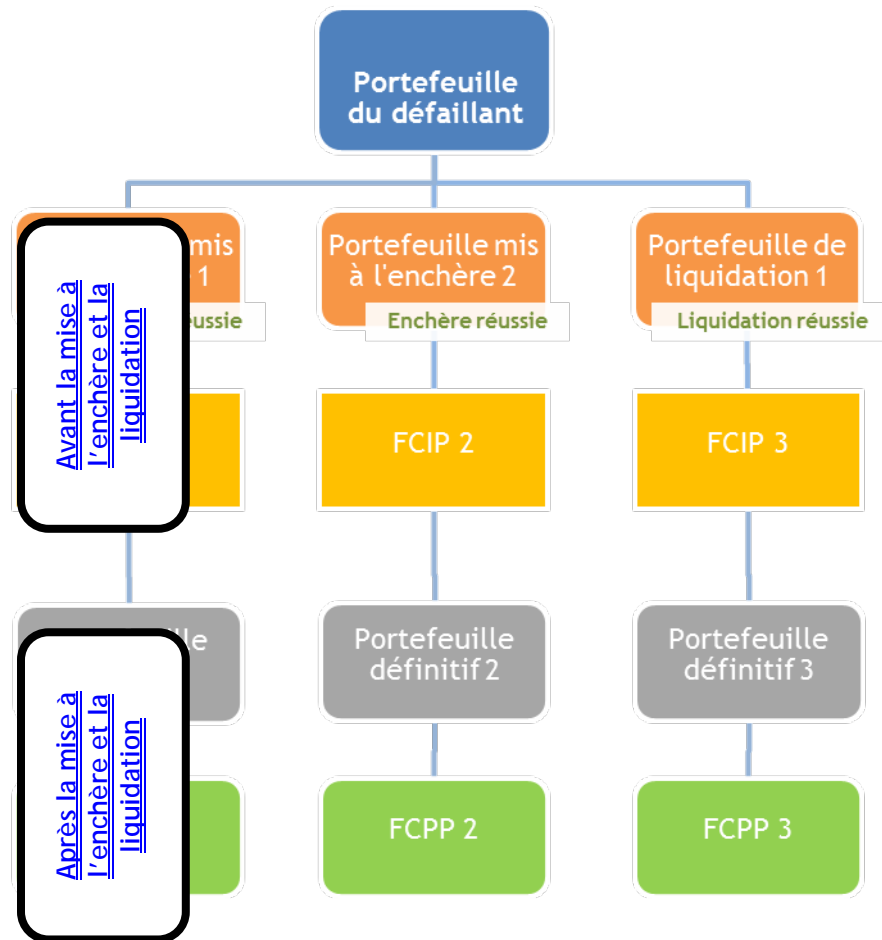 Portefeuille
du défaillant
mis
1
Portefeuille mis
à l'enchère 2
Portefeuille de
liquidation 1
Enchère réussie
Liquidation réussie
Avant la mise à
l'enchère et la
liquidation
FCIP 2
FCIP 3
Portefeuille
définitif 2
Portefeuille
définitif 3
Après la mise à
l'enchère et la
liquidation
FCPP 2
FCPP 3